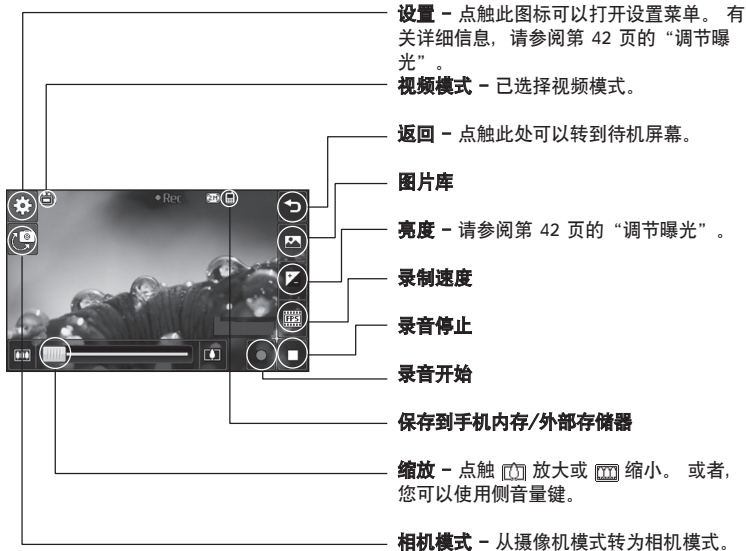 设置 – 点触此图标可以打开设置菜单。 有
关详细信息, 请参阅第 42 页的“调节曝
光”。
视频模式 – 已选择视频模式。
返回 – 点触此处可以转到待机屏幕。
图片库
亮度 – 请参阅第 42 页的“调节曝光”。
录制速度
录音停止
录音开始
保存到手机内存/外部存储器
缩放 – 点触 放大或 缩小。 或者,
您可以使用侧音量键。
相机模式 – 从摄像机模式转为相机模式。
Rec
FPS